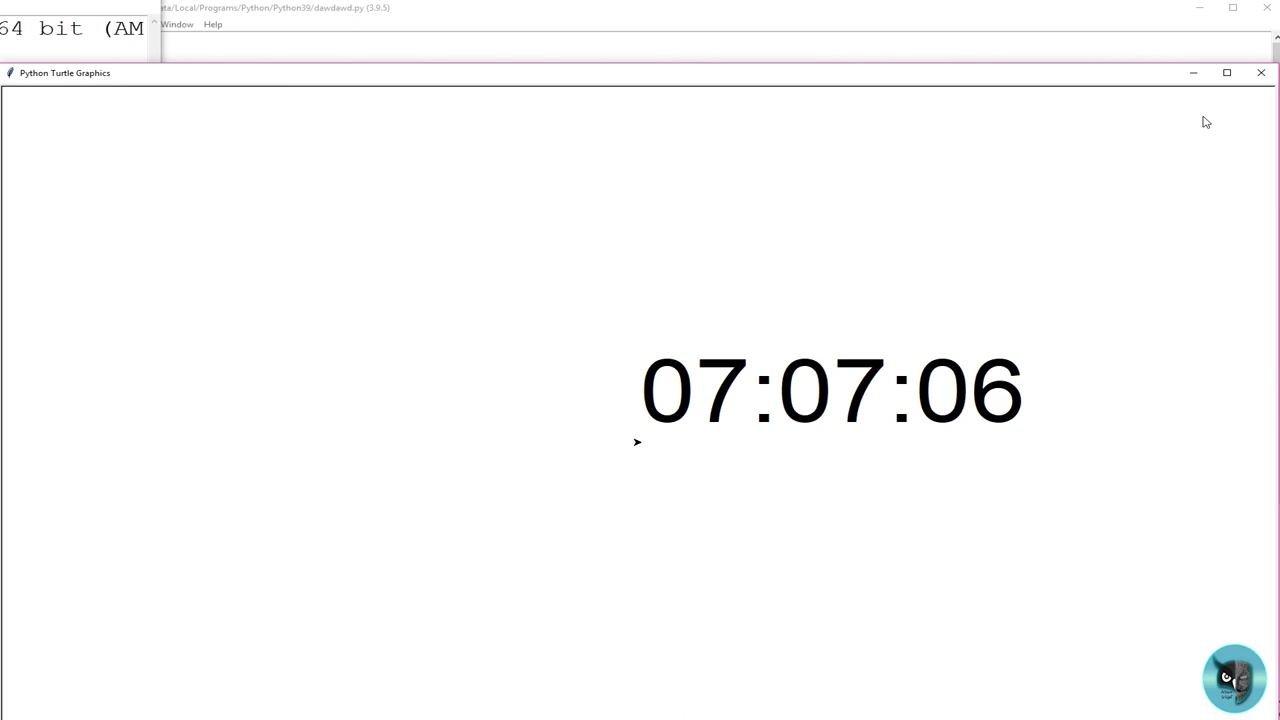 ata/Local/Programs/Python/Python39/dawdawd.py (3.9.5)
64 bit (AM
Window Help
Python Turtle Graphics
07:07:06